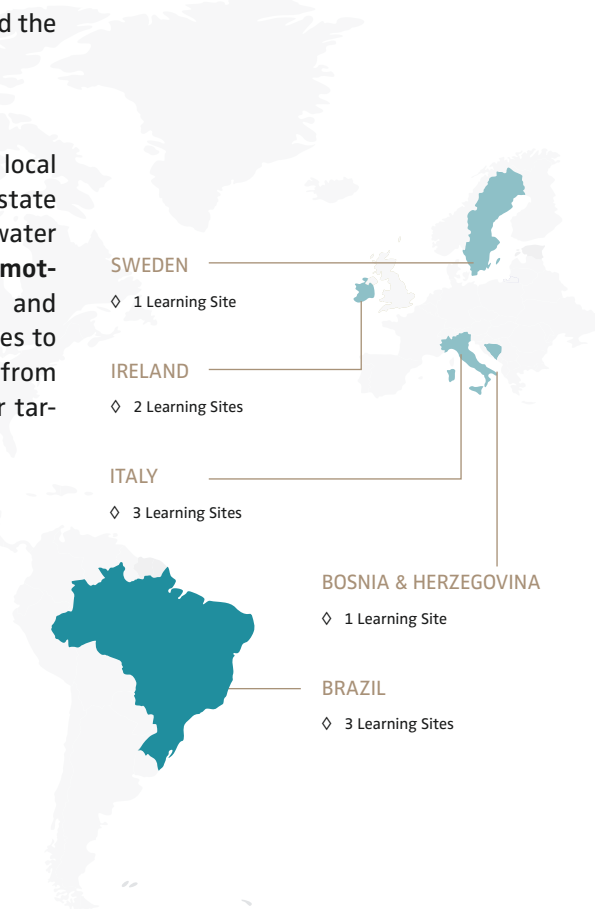 d the
local
state
water
mot-
and
es to
from
r tar-
SWEDEN
◊ 1 Learning Site
IRELAND
◊ 2 Learning Sites
ITALY
◊ 3 Learning Sites
BOSNIA & HERZEGOVINA
◊ 1 Learning Site
BRAZIL
◊ 3 Learning Sites